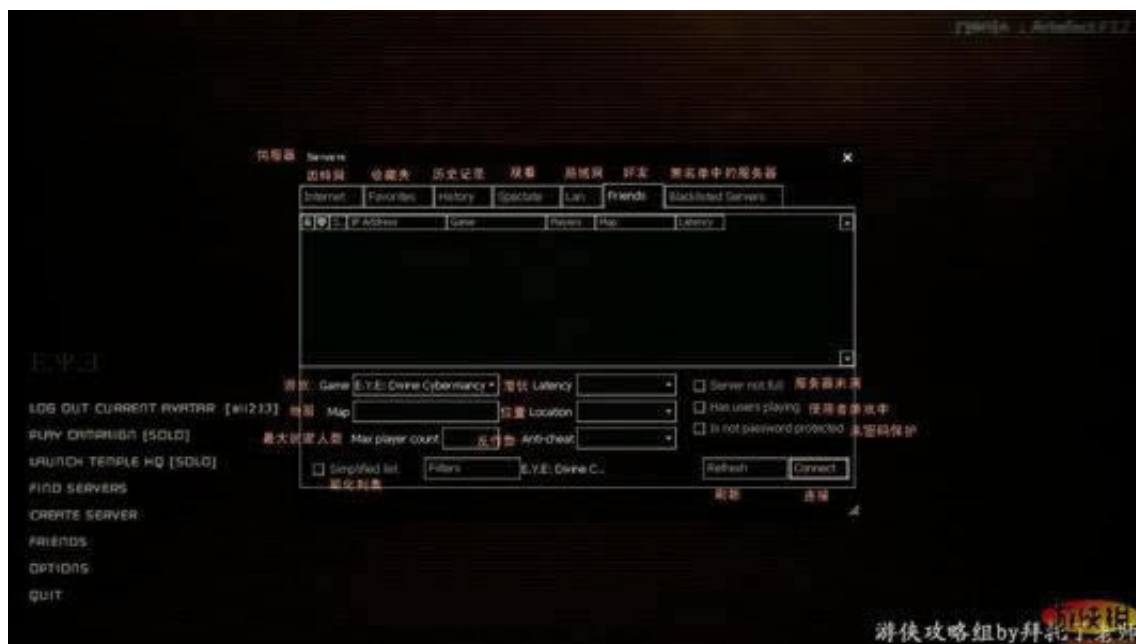 伺服器 Servers
因特网 收藏夹 历史记录 观看 局域网 好友 黑名单中的服务器
Internet Favorites History Spectate Lan Friends Blacklisted Servers
IP Address Game Players Map Latency
E.Y.E
游戏 Game E.Y.E: Divine Cybermancy 潜伏 Latency Server not full 服务器未满
LOG OUT CURRENT AVATAR [all233] 地图 Map 位置 Location Has users playing 使用者游戏中
PLAY CAMPAIGN [SOLO] 最大玩家人数 Max player count 反作弊 Anti-cheat Is not password protected 未密码保护
LAUNCH TEMPLE HQ [SOLO] Simplified list Filters E.Y.E: Divine C... Refresh Connect
简化列表 刷新 连接
FIND SERVERS
CREATE SERVER
FRIENDS
OPTIONS
QUIT
游侠攻略组by拜托了老师